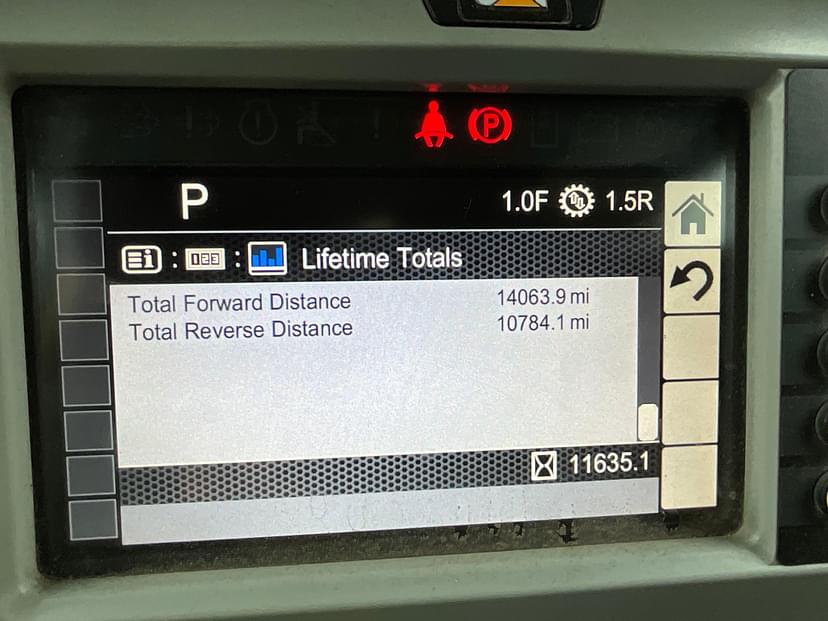 P
P 1.0F 1.5R
i : 023 : Lifetime Totals
Total Forward Distance 14063.9 mi
Total Reverse Distance 10784.1 mi
11635.1